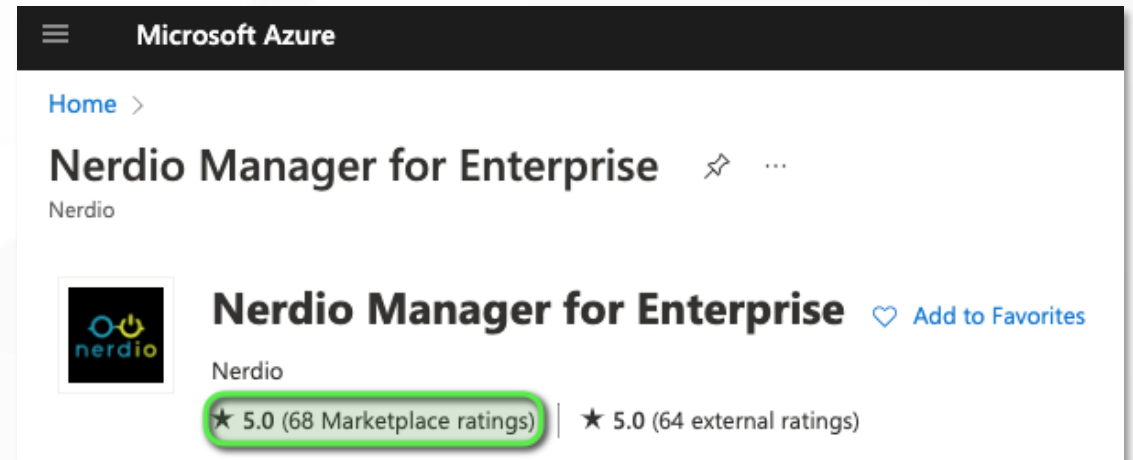 Microsoft Azure
Home >
Nerdio Manager for Enterprise ...
Nerdio
nerdio
Nerdio Manager for Enterprise Add to Favorites
Nerdio
★ 5.0 (68 Marketplace ratings) | ★ 5.0 (64 external ratings)